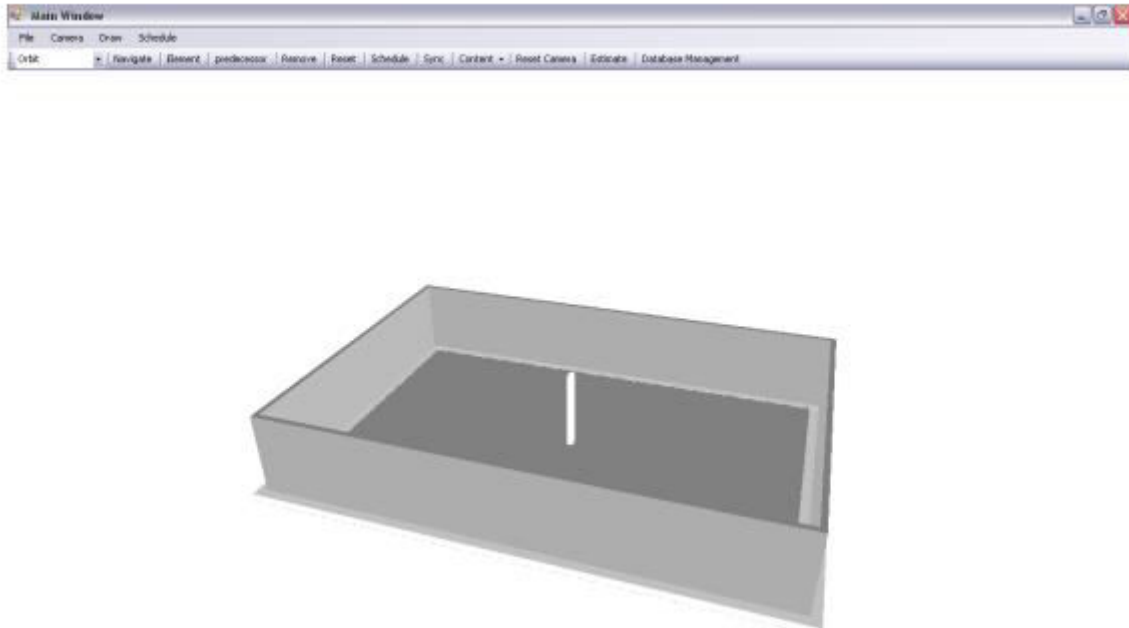 Main Window
File Camera Draw Schedule
Orbit Navigate Element predecessor Remove Reset Schedule Sync Content Reset Camera Estimate Database Management